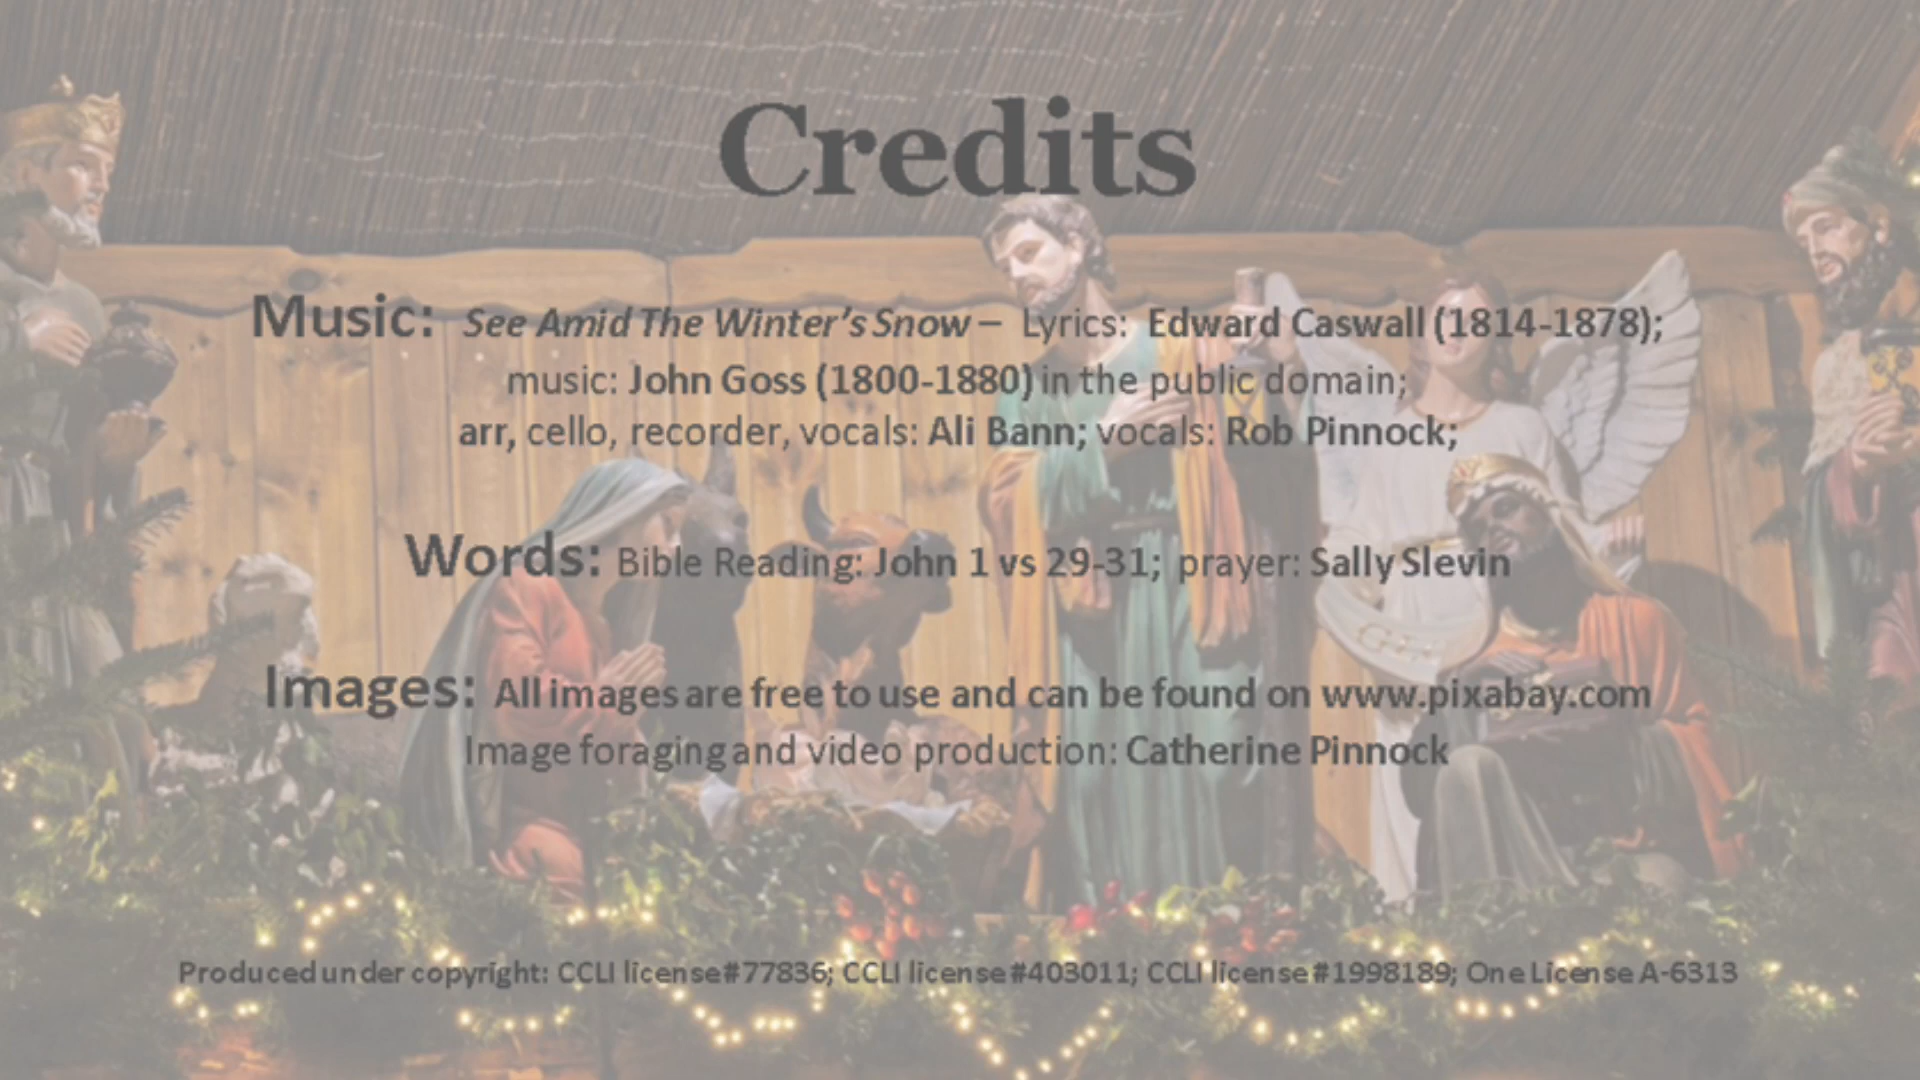 Credits
Music: See Amid The Winter's Snow – Lyrics: Edward Caswall (1814-1878);
music: John Goss (1800-1880) in the public domain;
arr, cello, recorder, vocals: Ali Bann; vocals: Rob Pinnock;
Words: Bible Reading: John 1 vs 29-31; prayer: Sally Slevin
Images: All images are free to use and can be found on www.pixabay.com
Image foraging and video production: Catherine Pinnock
Produced under copyright: CCLI license #77836; CCLI license #403011; CCLI license #1998189; One License A-6313